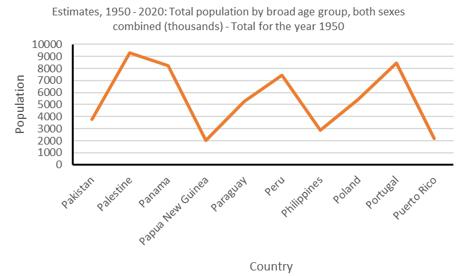 Estimates, 1950 - 2020: Total population by broad age group, both sexes
combined (thousands) - Total for the year 1950
10000
9000
8000
7000
6000
5000
4000
3000
2000
1000
0
Population
Pakistan
Palestine
Panama
Papua New Guinea
Paraguay
Peru
Philippines
Poland
Portugal
Puerto Rico
Country